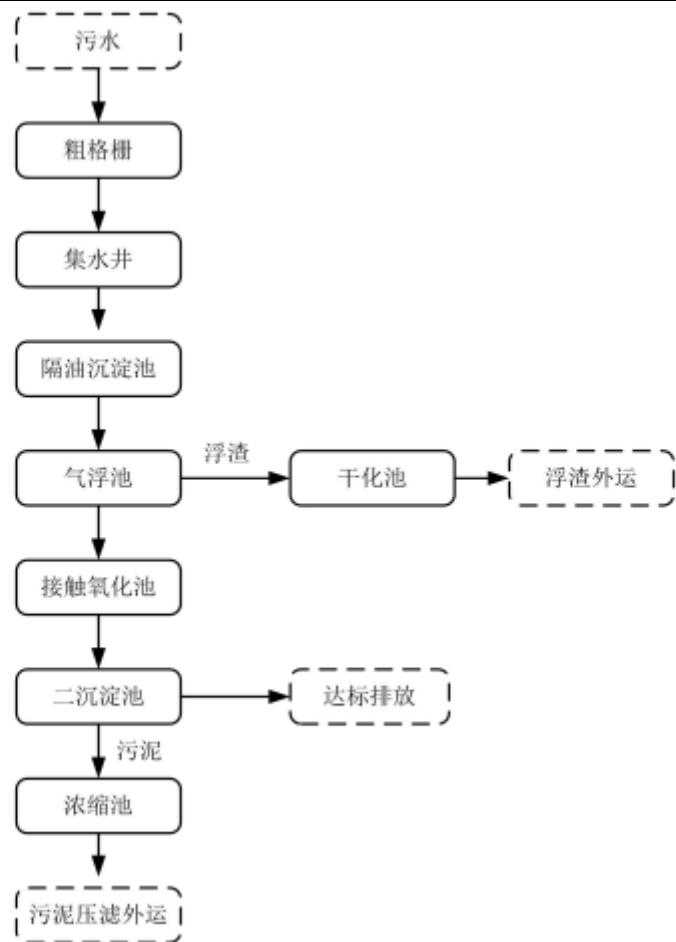 污水
粗格栅
集水井
隔油沉淀池
气浮池
浮渣
干化池
浮渣外运
接触氧化池
二沉淀池
达标排放
污泥
浓缩池
污泥压滤外运